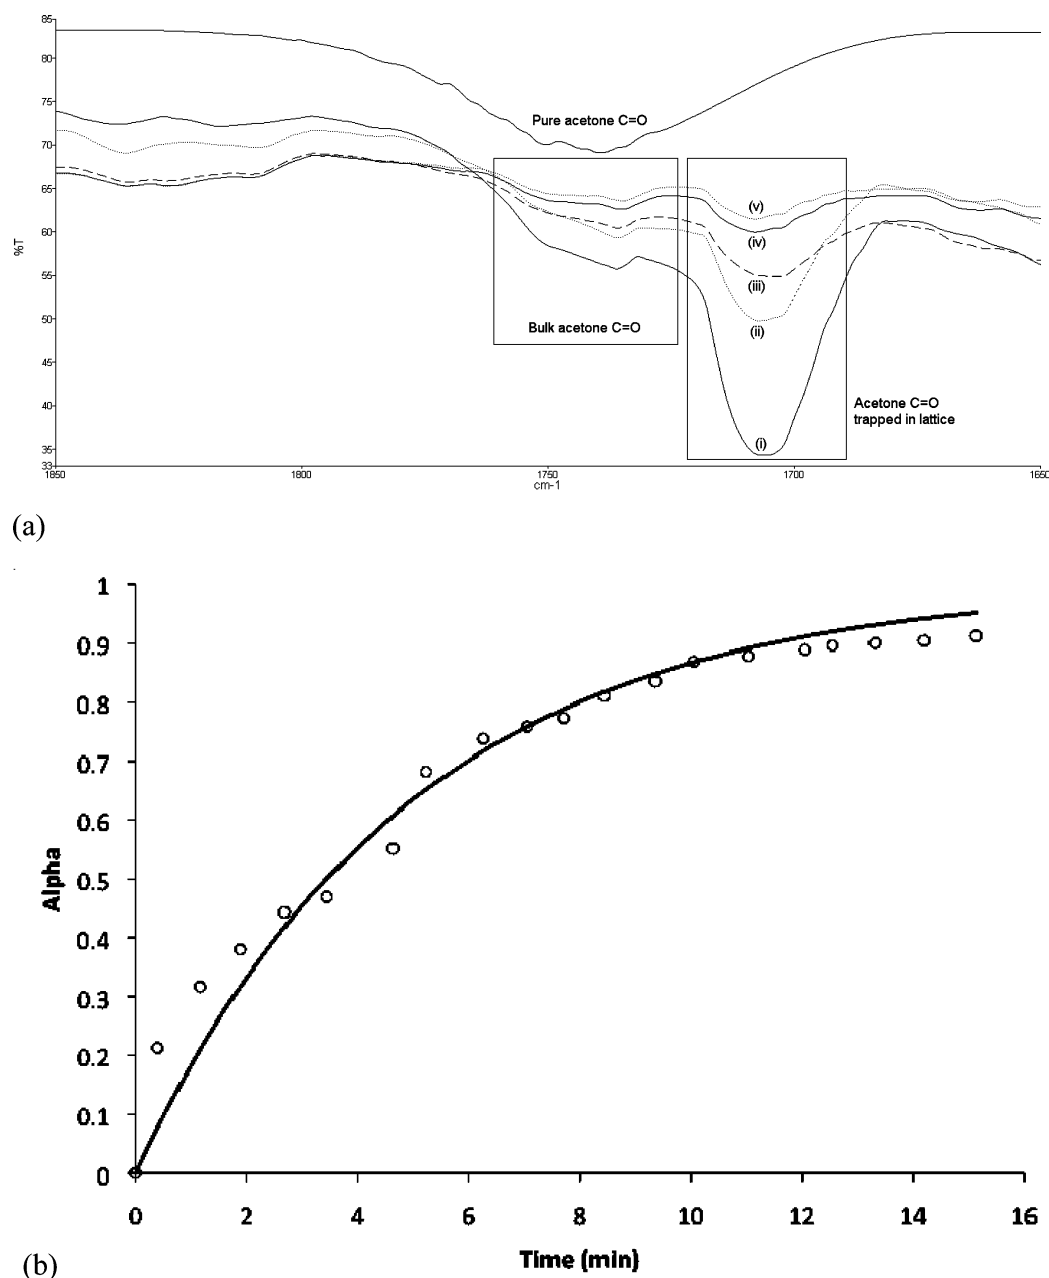 85
80
75
70
65
60
55
50
45
40
35
33
%T
Pure acetone C=O
(v)
(iv)
(iii)
(ii)
(i)
Bulk acetone C=O
Acetone C=O
trapped in lattice
1850
1800
1750
1700
1650
cm-1
(a)
1
0.9
0.8
0.7
0.6
0.5
0.4
0.3
0.2
0.1
0
Alpha
0
2
4
6
8
10
12
14
16
Time (min)
(b)